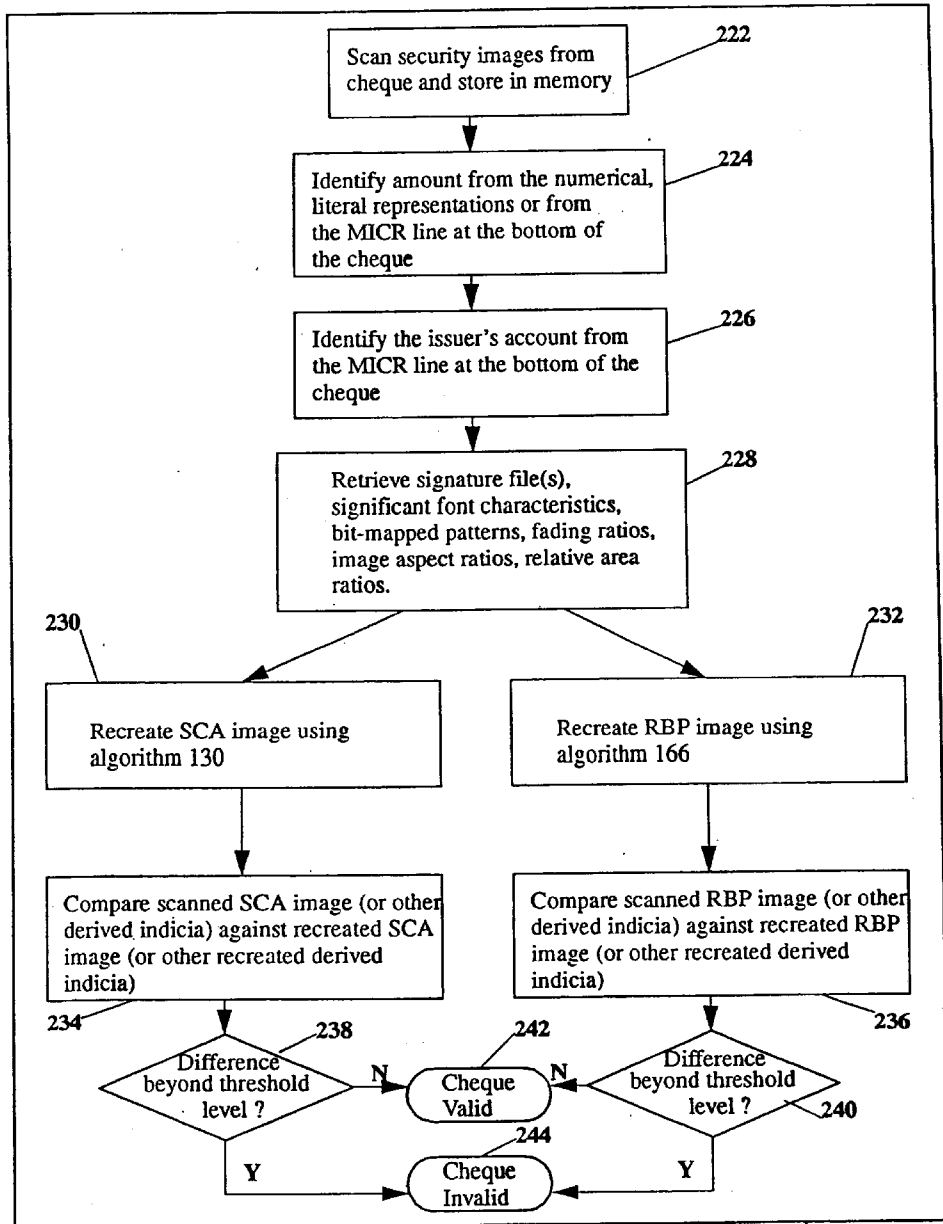 222
Scan security images from
cheque and store in memory
224
Identify amount from the numerical,
literal representations or from
the MICR line at the bottom of
the cheque
226
Identify the issuer's account from
the MICR line at the bottom of the
cheque
228
Retrieve signature file(s),
significant font characteristics,
bit-mapped patterns, fading ratios,
image aspect ratios, relative area
ratios.
230
232
Recreate SCA image using
algorithm 130
Recreate RBP image using
algorithm 166
Compare scanned SCA image (or other
derived indicia) against recreated SCA
image (or other recreated derived
indicia)
Compare scanned RBP image (or other
derived indicia) against recreated RBP
image (or other recreated derived
indicia)
234
236
238
Difference
beyond threshold
level ?
N
242
Cheque
Valid
N
Difference
beyond threshold
level ?
240
Y
244
Cheque
Invalid
Y